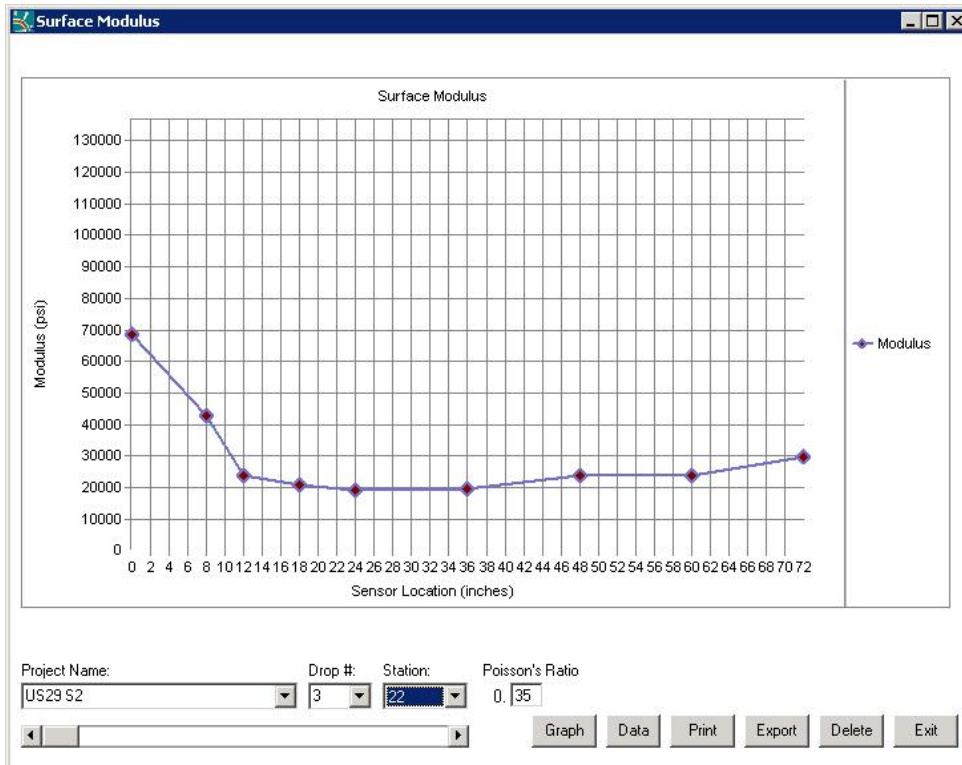 Surface Modulus
Surface Modulus
130000
120000
110000
100000
90000
80000
70000
60000
50000
40000
30000
20000
10000
0
Modulus (psi)
0 2 4 6 8 10 12 14 16 18 20 22 24 26 28 30 32 34 36 38 40 42 44 46 48 50 52 54 56 58 60 62 64 66 68 70 72
Sensor Location (inches)
Modulus
Project Name: Drop #: Station: Poisson's Ratio
US29 S2 3 22 0. 35
Graph Data Print Export Delete Exit